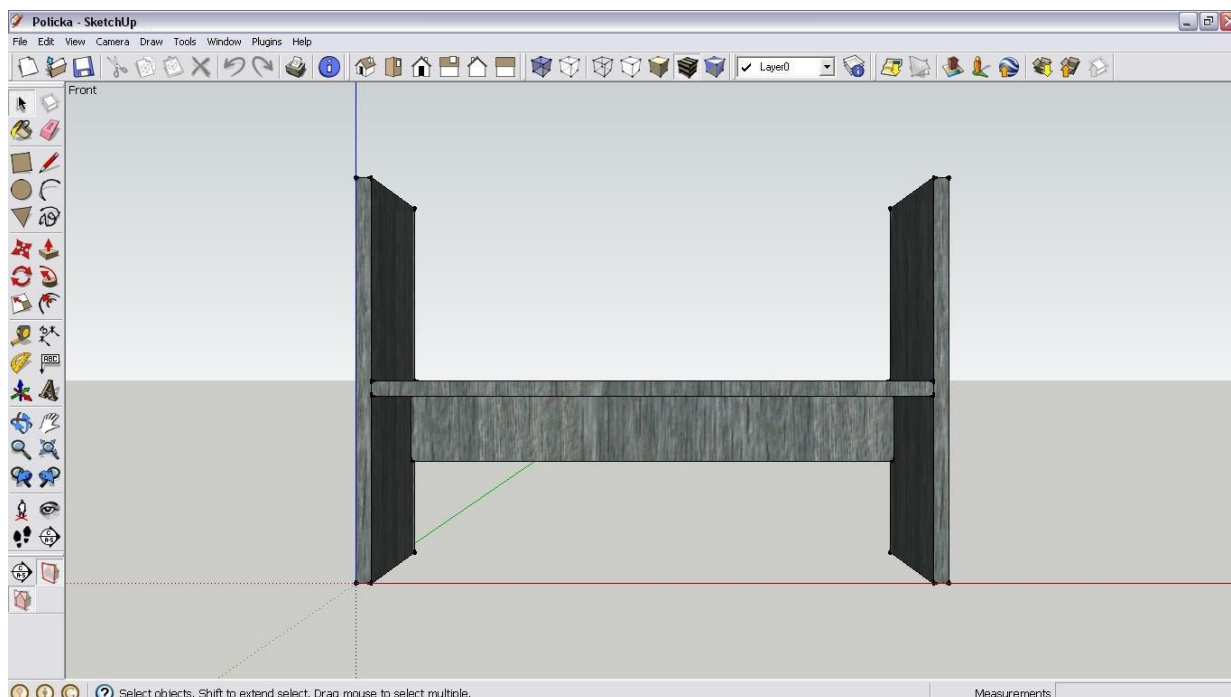 Policka - SketchUp
File Edit View Camera Draw Tools Window Plugins Help
Layer0
Front
ABC
Select objects. Shift to extend select. Drag mouse to select multiple.
Measurements